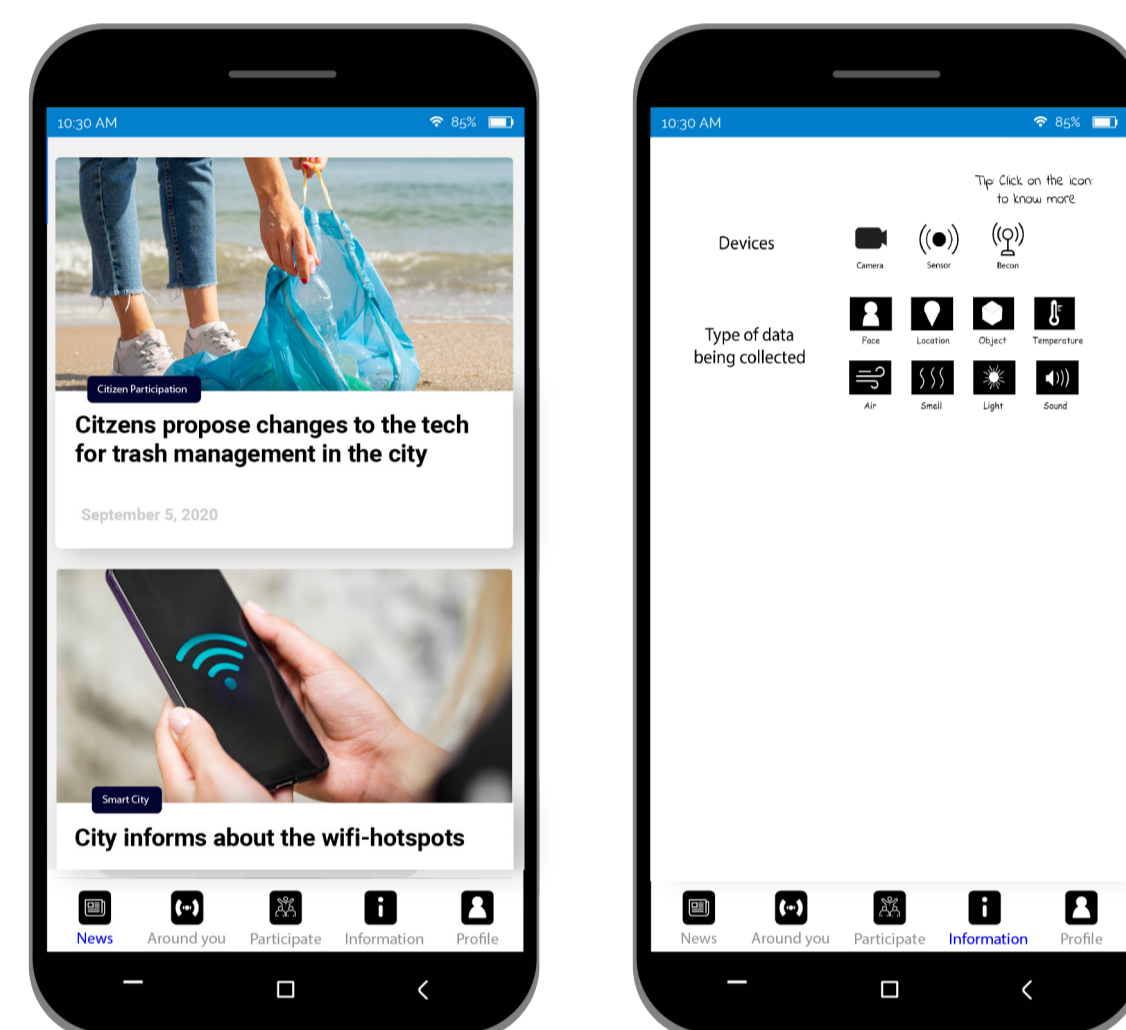 10:30 AM 85%
Citizen Participation
Citzens propose changes to the tech
for trash management in the city
September 5, 2020
Smart City
City informs about the wifi-hotspots
News Around you Participate Information Profile
10:30 AM 85%
Tip: Click on the icon:
to know more
Devices
Camera Sensor Becon
Type of data
being collected
Face Location Object Temperature
Air Smell Light Sound
News Around you Participate Information Profile